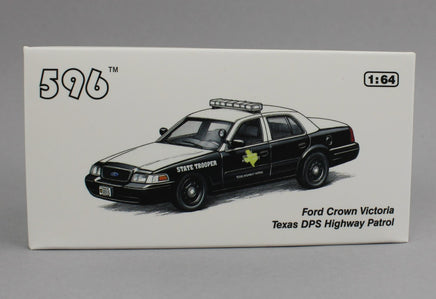 596™
1:64
STATE TROOPER
Ford Crown Victoria
Texas DPS Highway Patrol